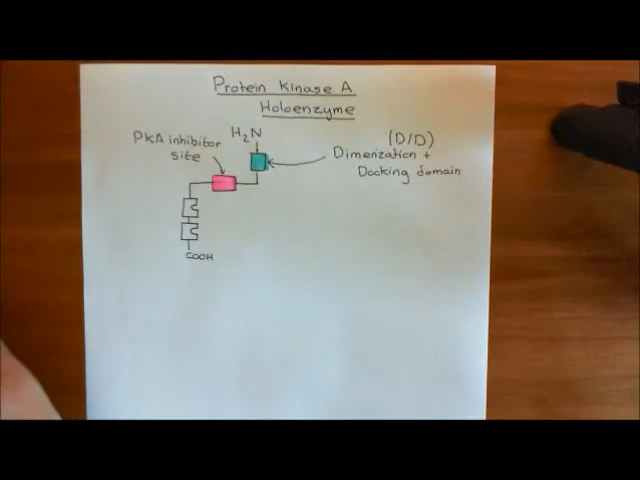 Protein Kinase A
Holoenzyme
PKA inhibitor
site
H₂N
(D/D)
Dimerization +
Docking domain
COOH